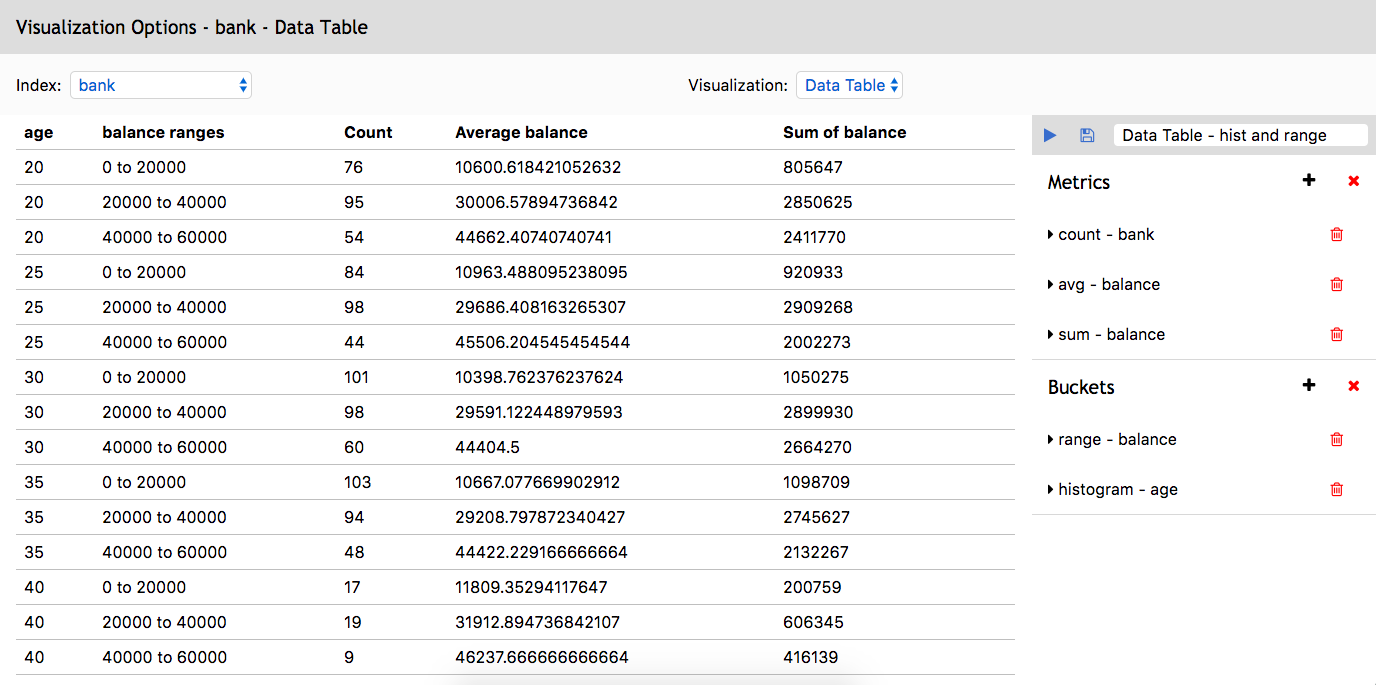 Visualization Options - bank - Data Table
Index: bank Visualization: Data Table
age balance ranges Count Average balance Sum of balance
20 0 to 20000 76 10600.618421052632 805647
20 20000 to 40000 95 30006.57894736842 2850625
20 40000 to 60000 54 44662.40740740741 2411770
25 0 to 20000 84 10963.488095238095 920933
25 20000 to 40000 98 29686.408163265307 2909268
25 40000 to 60000 44 45506.204545454544 2002273
30 0 to 20000 101 10398.762376237624 1050275
30 20000 to 40000 98 29591.122448979593 2899930
30 40000 to 60000 60 44404.5 2664270
35 0 to 20000 103 10667.077669902912 1098709
35 20000 to 40000 94 29208.797872340427 2745627
35 40000 to 60000 48 44422.229166666664 2132267
40 0 to 20000 17 11809.35294117647 200759
40 20000 to 40000 19 31912.894736842107 606345
40 40000 to 60000 9 46237.666666666664 416139
Data Table - hist and range
Metrics
count - bank
avg - balance
sum - balance
Buckets
range - balance
histogram - age